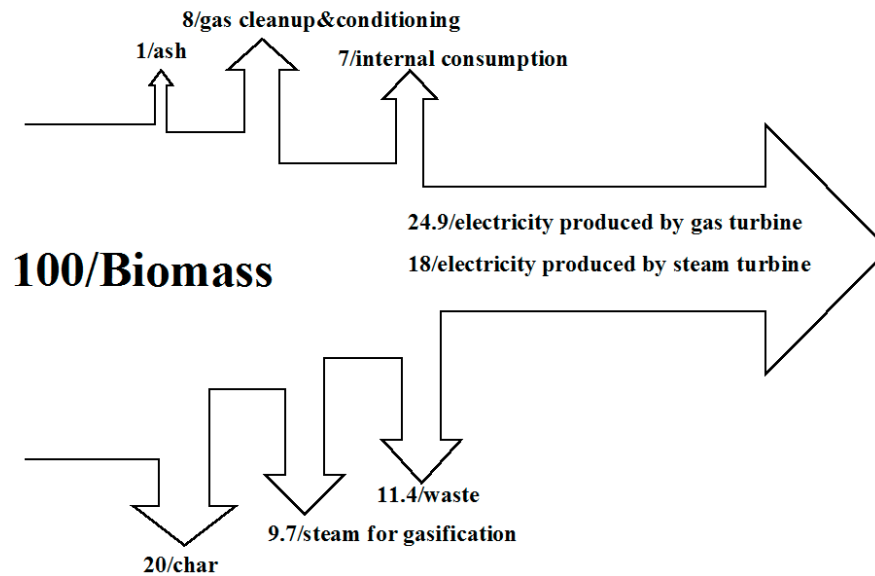 8/gas cleanup&conditioning
1/ash
7/internal consumption
24.9/electricity produced by gas turbine
100/Biomass
18/electricity produced by steam turbine
11.4/waste
9.7/steam for gasification
20/char